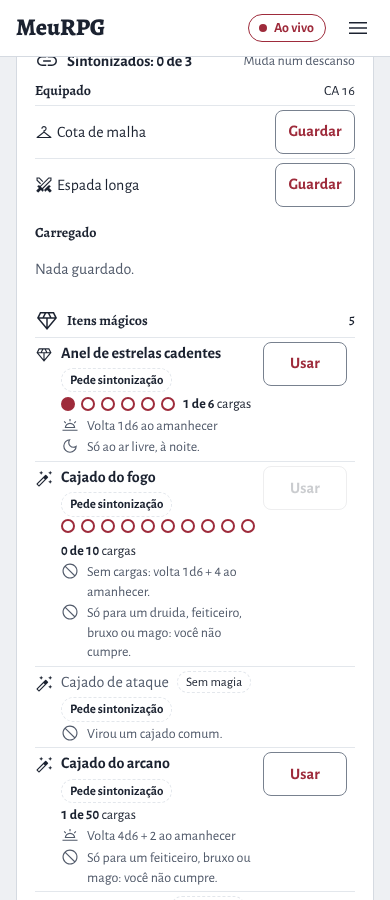 MeuRPG
Ao vivo
Sintonizados: 0 de 3
Muda num descanso
Equipado
CA 16
Cota de malha
Guardar
Espada longa
Guardar
Carregado
Nada guardado.
Itens mágicos
5
Anel de estrelas cadentes
Usar
Pede sintonização
1 de 6 cargas
Volta 1d6 ao amanhecer
Só ao ar livre, à noite.
Cajado do fogo
Usar
Pede sintonização
0 de 10 cargas
Sem cargas: volta 1d6 + 4 ao
amanhecer.
Só para um druida, feiticeiro,
bruxo ou mago: você não
cumpre.
Cajado de ataque
Sem magia
Pede sintonização
Virou um cajado comum.
Cajado do arcano
Usar
Pede sintonização
1 de 50 cargas
Volta 4d6 + 2 ao amanhecer
Só para um feiticeiro, bruxo ou
mago: você não cumpre.